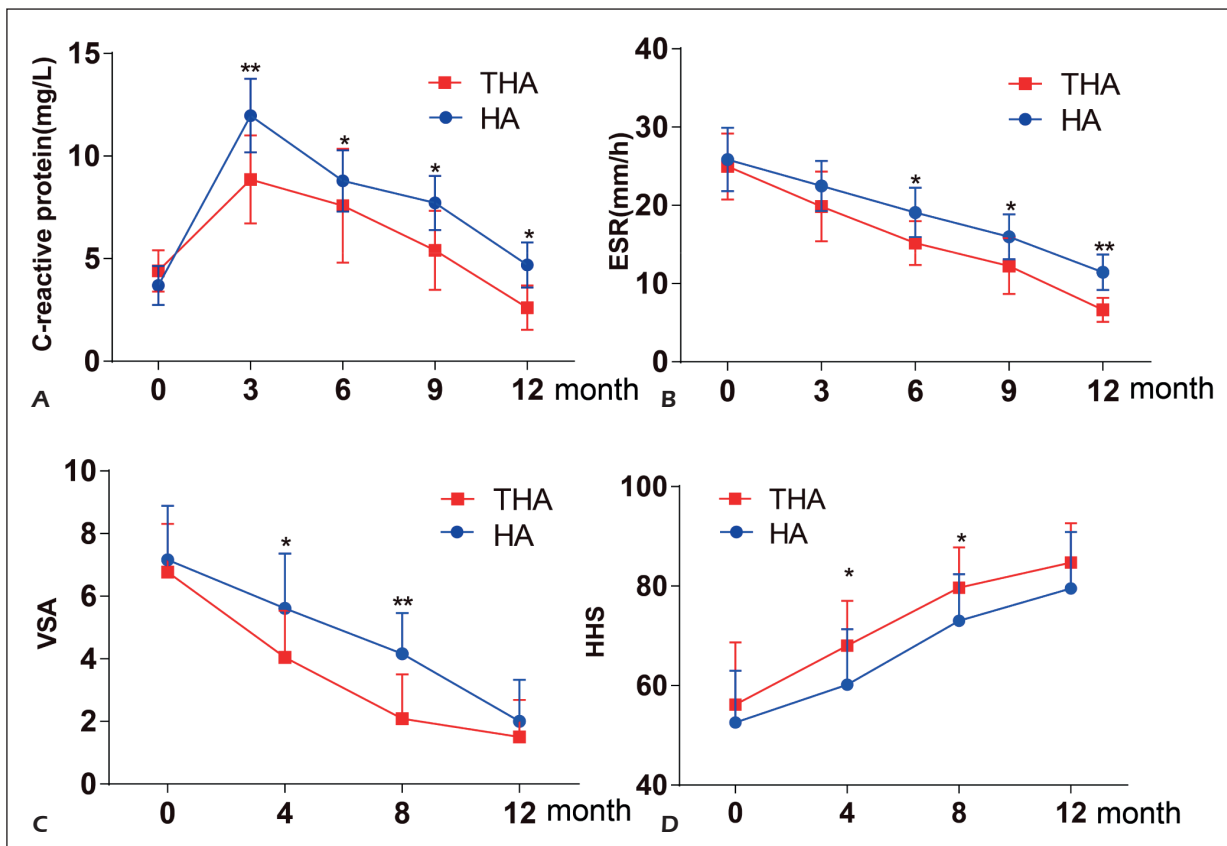 C-reactive protein(mg/L)
15
10
5
0
**
*
*
*
THA
HA
0 3 6 9 12 month
A
ESR(mm/h)
40
30
20
10
0
*
*
**
THA
HA
0 3 6 9 12 month
B
VSA
10
8
6
4
2
0
*
**
THA
HA
0 4 8 12 month
C
HHS
100
80
60
40
THA
HA
*
*
0 4 8 12 month
D